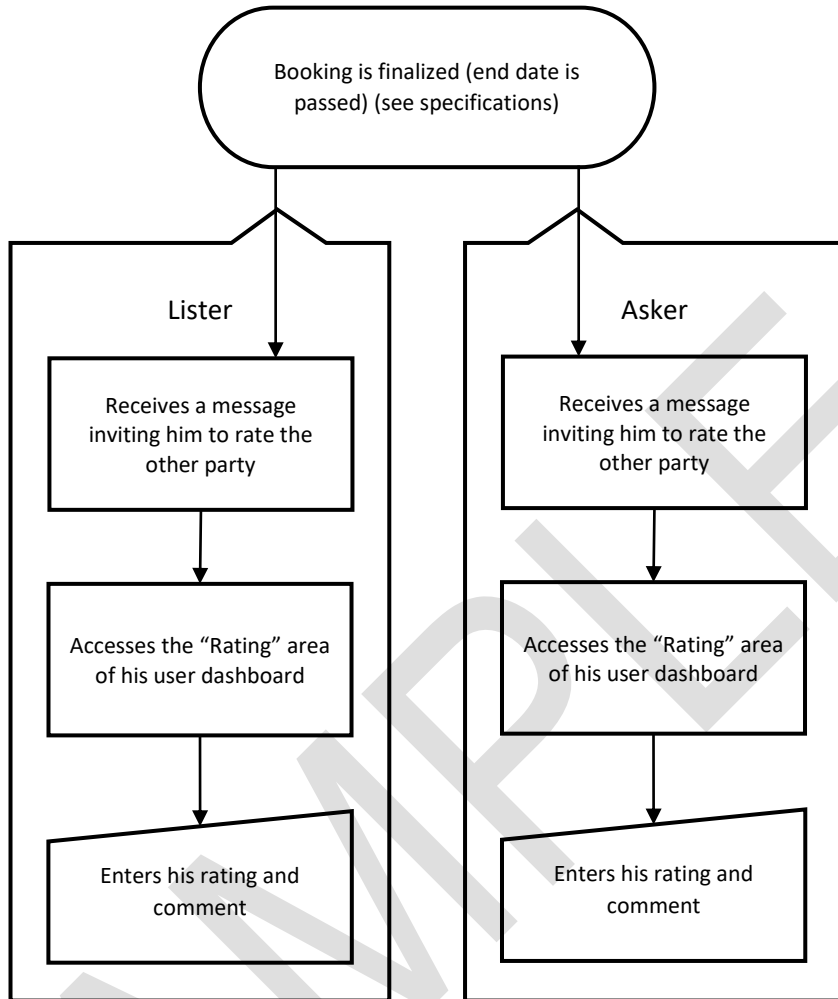 Booking is finalized (end date is
passed) (see specifications)
Lister
Receives a message
inviting him to rate the
other party
Accesses the “Rating” area
of his user dashboard
Enters his rating and
comment
Asker
Receives a message
inviting him to rate the
other party
Accesses the “Rating” area
of his user dashboard
Enters his rating and
comment
MPLE